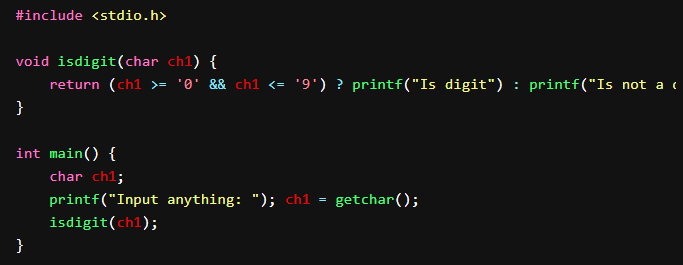 #include <stdio.h>

void isdigit(char ch1) {
    return (ch1 >= '0' && ch1 <= '9') ? printf("Is digit") : printf("Is not a
}

int main() {
    char ch1;
    printf("Input anything: "); ch1 = getchar();
    isdigit(ch1);
}